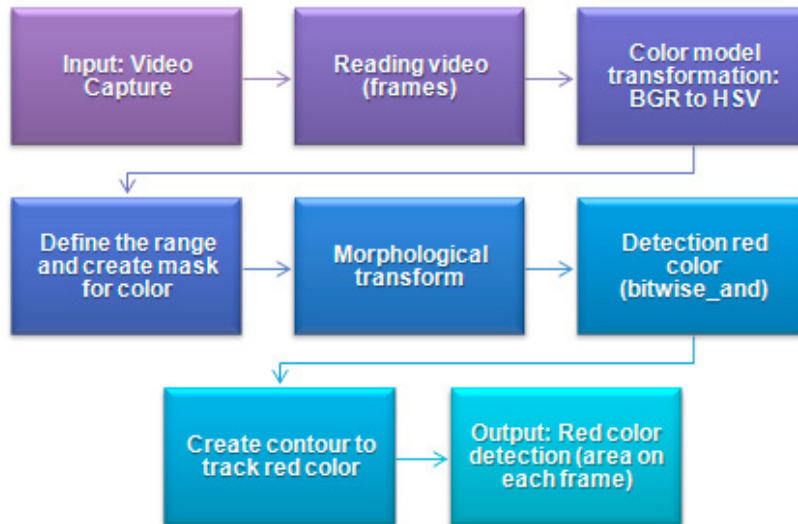 Input: Video
Capture
Reading video
(frames)
Color model
transformation:
BGR to HSV
Define the range
and create mask
for color
Morphological
transform
Detection red
color
(bitwise_and)
Create contour to
track red color
Output: Red color
detection (area on
each frame)